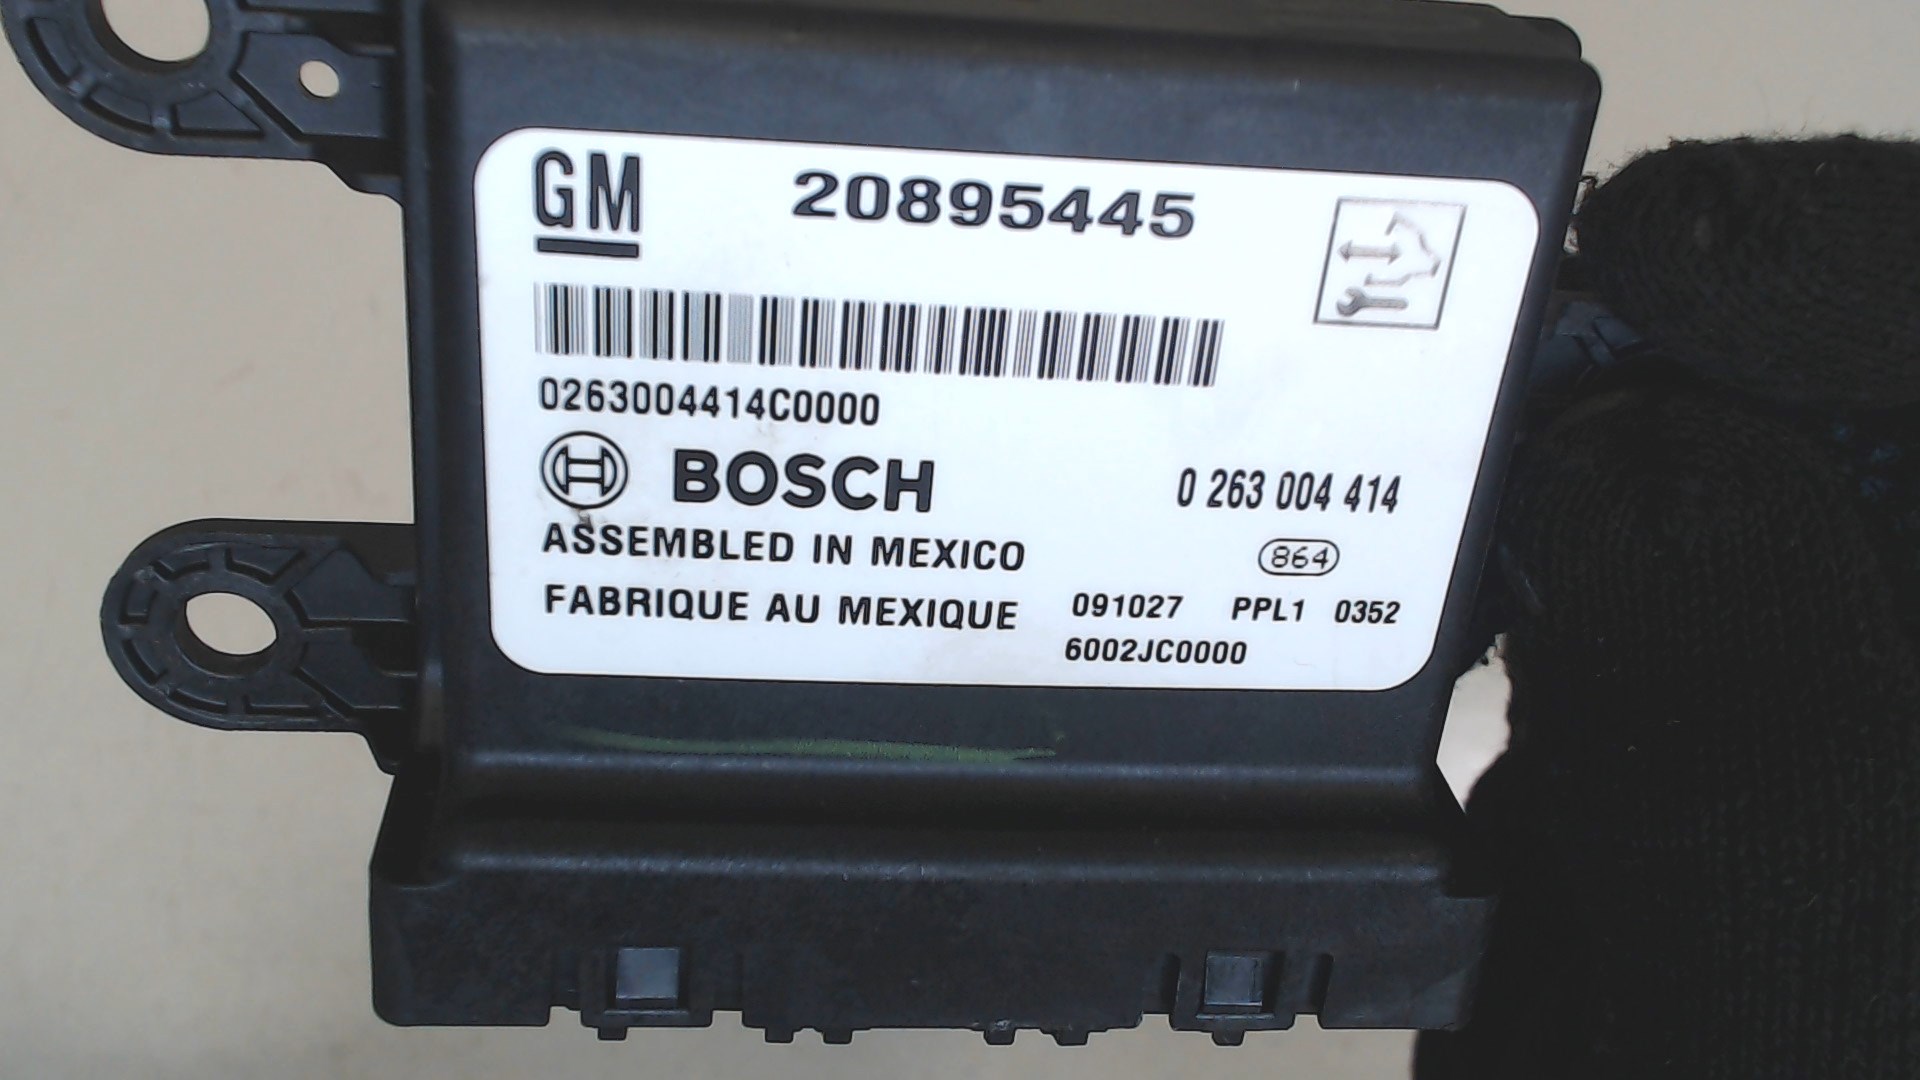 GM 20895445
0263004414C0000
BOSCH 0 263 004 414
ASSEMBLED IN MEXICO 864
FABRIQUE AU MEXIQUE 091027 PPL1 0352
6002JC0000